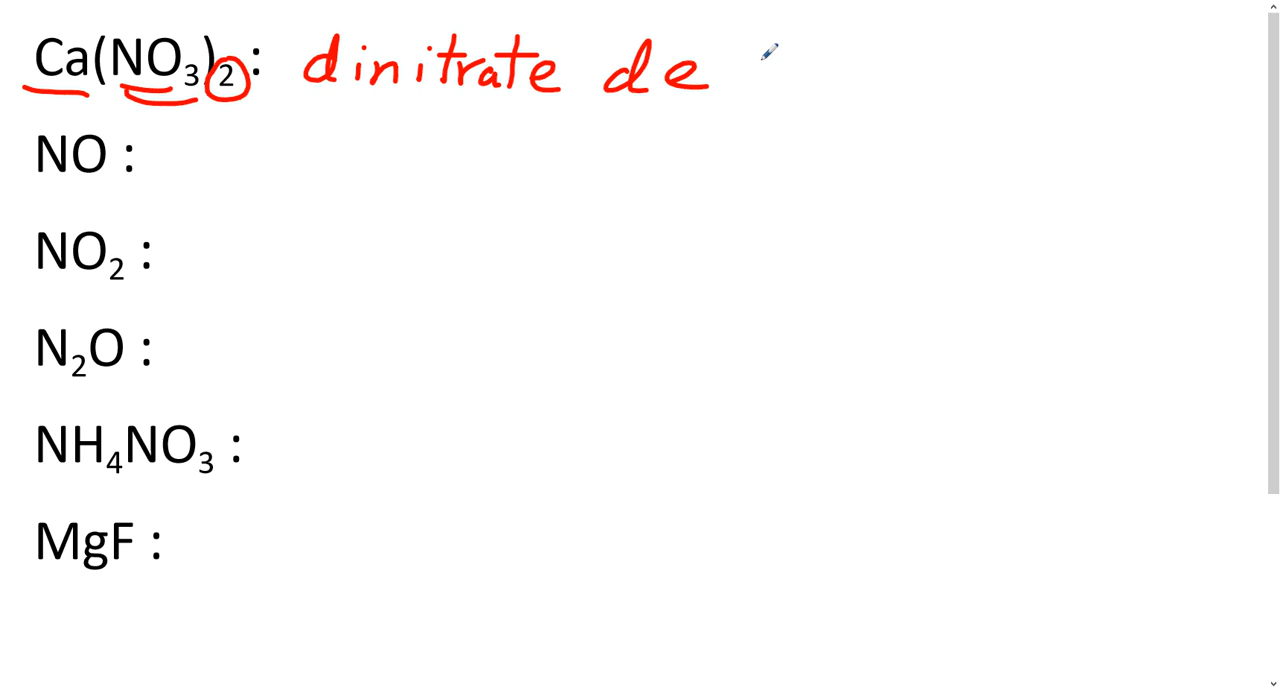 Ca(NO₃)₂ : dinitrate de
NO :
NO₂ :
N₂O :
NH₄NO₃ :
MgF :